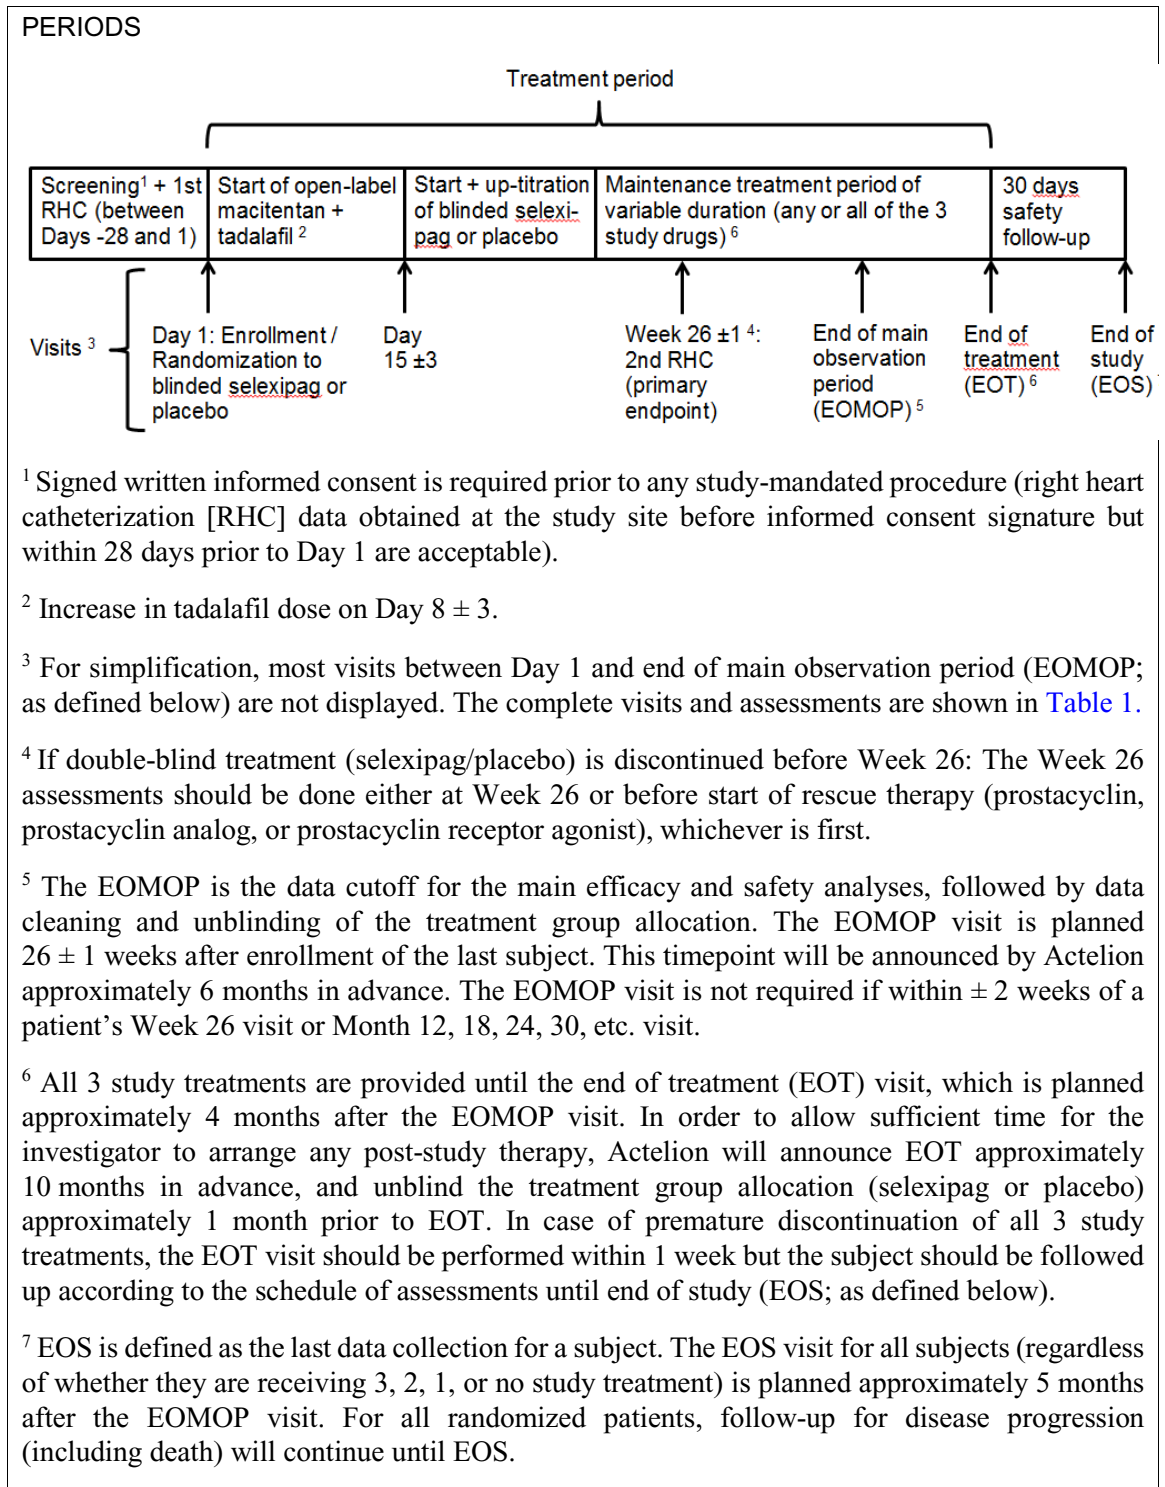 PERIODS
Treatment period
Screening¹ + 1st
RHC (between
Days -28 and 1)
Start of open-label
macitentan +
tadalafil ²
Start + up-titration
of blinded selexi-
pag or placebo
Maintenance treatment period of
variable duration (any or all of the 3
study drugs) ⁶
30 days
safety
follow-up
Visits ³
Day 1: Enrollment /
Randomization to
blinded selexipag or
placebo
Day
15 ±3
Week 26 ±1 ⁴:
2nd RHC
(primary
endpoint)
End of main
observation
period
(EOMOP) ⁵
End of
treatment
(EOT) ⁶
End of
study
(EOS)
¹ Signed written informed consent is required prior to any study-mandated procedure (right heart
catheterization [RHC] data obtained at the study site before informed consent signature but
within 28 days prior to Day 1 are acceptable).
² Increase in tadalafil dose on Day 8 ± 3.
³ For simplification, most visits between Day 1 and end of main observation period (EOMOP;
as defined below) are not displayed. The complete visits and assessments are shown in Table 1.
⁴ If double-blind treatment (selexipag/placebo) is discontinued before Week 26: The Week 26
assessments should be done either at Week 26 or before start of rescue therapy (prostacyclin,
prostacyclin analog, or prostacyclin receptor agonist), whichever is first.
⁵ The EOMOP is the data cutoff for the main efficacy and safety analyses, followed by data
cleaning and unblinding of the treatment group allocation. The EOMOP visit is planned
26 ± 1 weeks after enrollment of the last subject. This timepoint will be announced by Actelion
approximately 6 months in advance. The EOMOP visit is not required if within ± 2 weeks of a
patient’s Week 26 visit or Month 12, 18, 24, 30, etc. visit.
⁶ All 3 study treatments are provided until the end of treatment (EOT) visit, which is planned
approximately 4 months after the EOMOP visit. In order to allow sufficient time for the
investigator to arrange any post-study therapy, Actelion will announce EOT approximately
10 months in advance, and unblind the treatment group allocation (selexipag or placebo)
approximately 1 month prior to EOT. In case of premature discontinuation of all 3 study
treatments, the EOT visit should be performed within 1 week but the subject should be followed
up according to the schedule of assessments until end of study (EOS; as defined below).
⁷ EOS is defined as the last data collection for a subject. The EOS visit for all subjects (regardless
of whether they are receiving 3, 2, 1, or no study treatment) is planned approximately 5 months
after the EOMOP visit. For all randomized patients, follow-up for disease progression
(including death) will continue until EOS.